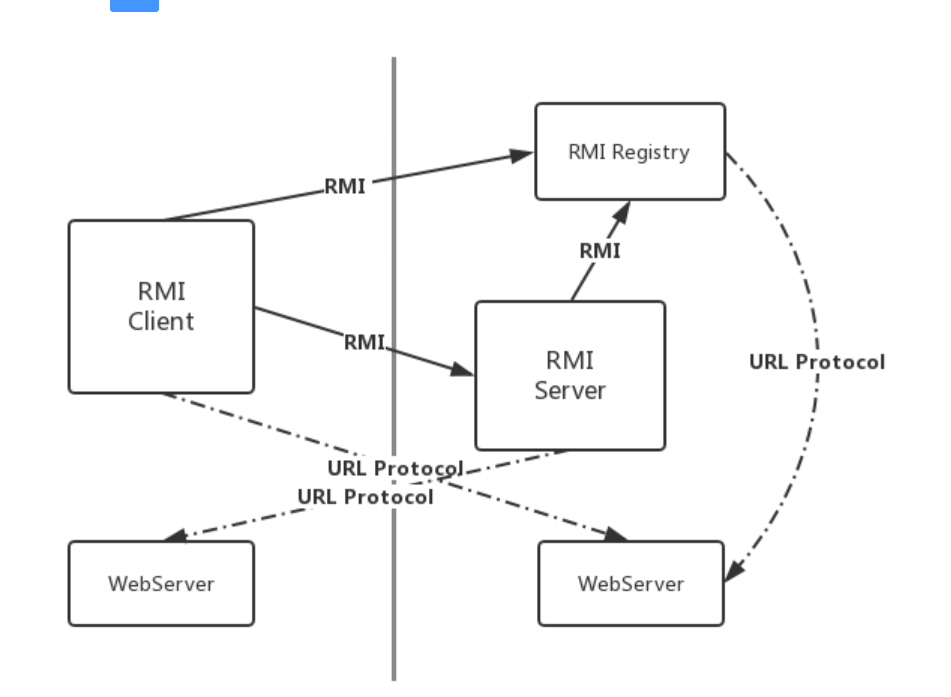 RMI Registry
RMI
RMI
RMI
Client
RMI
RMI
Server
URL Protocol
URL Protocol
URL Protocol
WebServer
WebServer